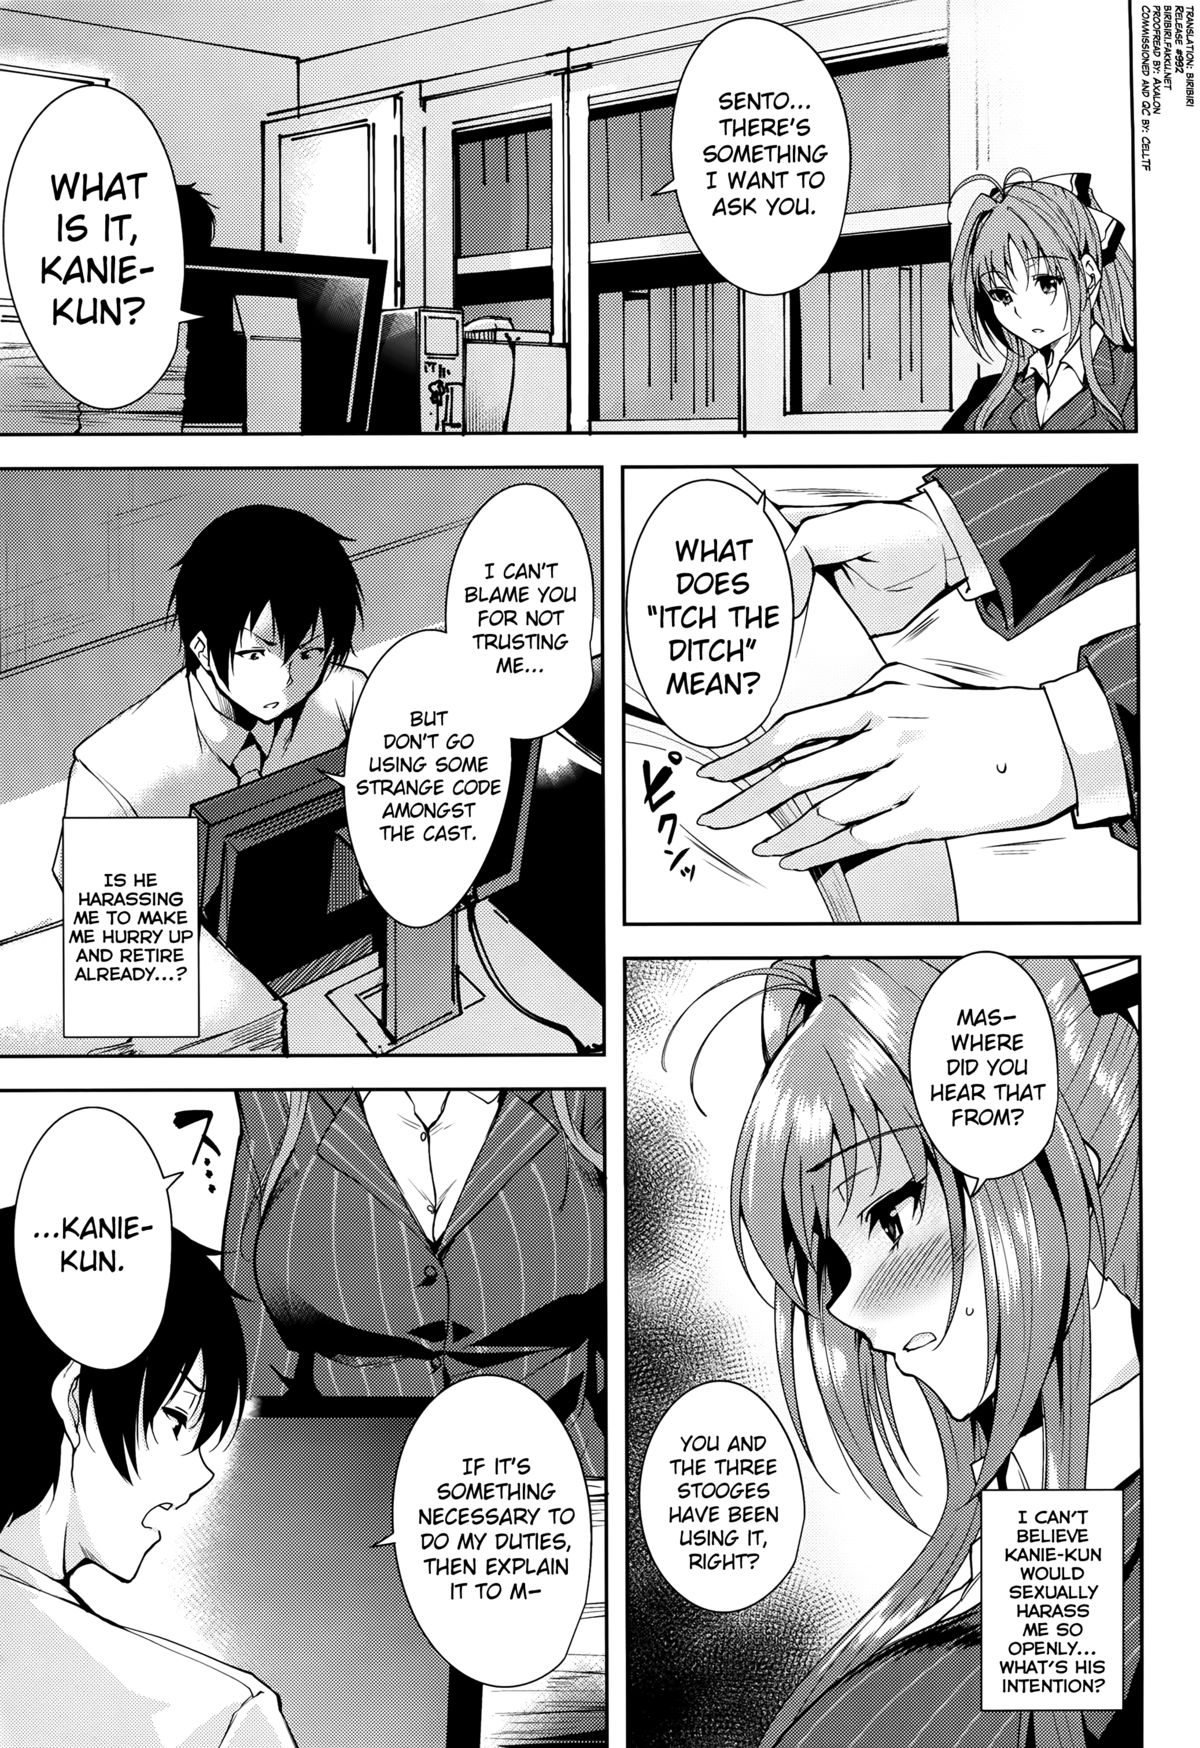 TRANSLATION: BIRIBIRI
RELEASE #992
BIRIBIRI.FAKKU.NET
PROOFREAD BY: AXALON
COMMISSIONED AND QC BY: CELLTF
SENTO...
THERE'S
SOMETHING
I WANT TO
ASK YOU.
WHAT
IS IT,
KANIE-
KUN?
WHAT
DOES
"ITCH THE
DITCH"
MEAN?
ピクンッ
I CAN'T
BLAME YOU
FOR NOT
TRUSTING
ME...
BUT
DON'T GO
USING SOME
STRANGE CODE
AMONGST
THE CAST.
IS HE
HARASSING
ME TO MAKE
ME HURRY UP
AND RETIRE
ALREADY...?
MAS-
WHERE
DID YOU
HEAR THAT
FROM?
YOU AND
THE THREE
STOOGES
HAVE BEEN
USING IT,
RIGHT?
I CAN'T
BELIEVE
KANIE-KUN
WOULD
SEXUALLY
HARASS
ME SO
OPENLY...
WHAT'S HIS
INTENTION?
ス...
...KANIE-
KUN.
IF IT'S
SOMETHING
NECESSARY TO
DO MY DUTIES,
THEN EXPLAIN
IT TO M-